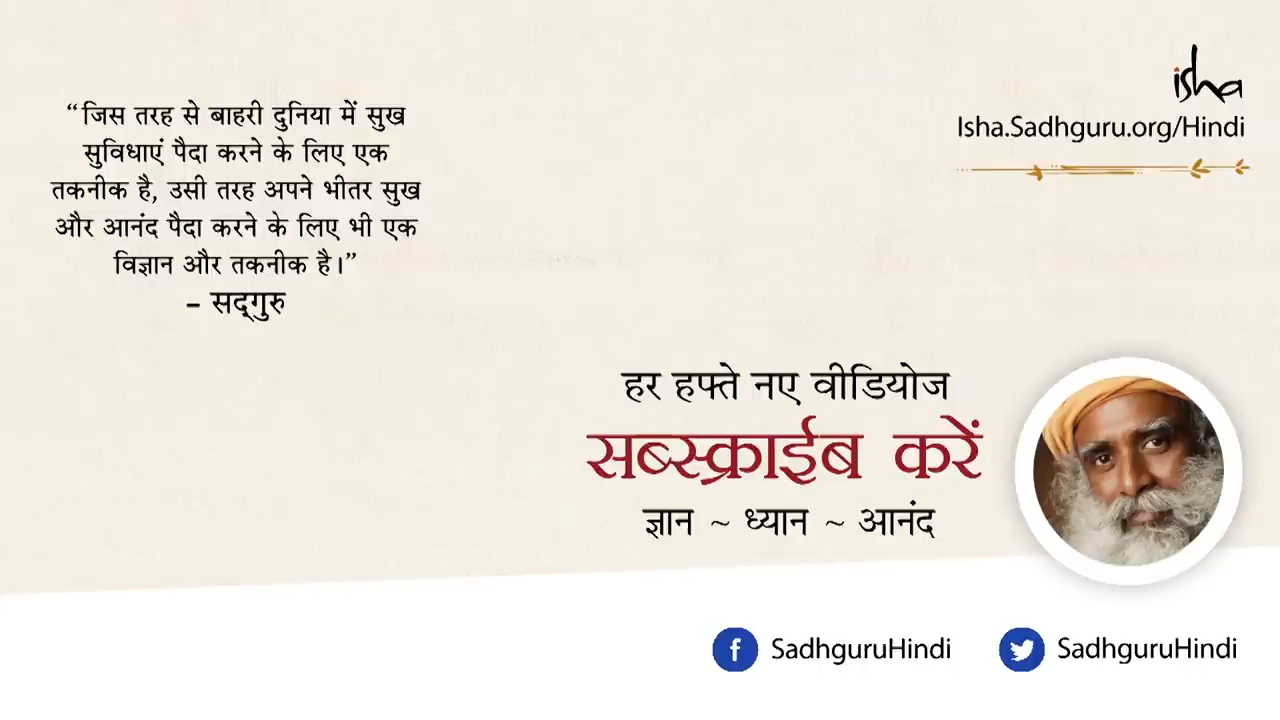 “जिस तरह से बाहरी दुनिया में सुख
सुविधाएं पैदा करने के लिए एक
तकनीक है, उसी तरह अपने भीतर सुख
और आनंद पैदा करने के लिए भी एक
विज्ञान और तकनीक है।”
– सद्‌गुरु
isha
Isha.Sadhguru.org/Hindi
हर हफ्ते नए वीडियोज
सब्स्क्राईब करें
ज्ञान ~ ध्यान ~ आनंद
SadhguruHindi
SadhguruHindi